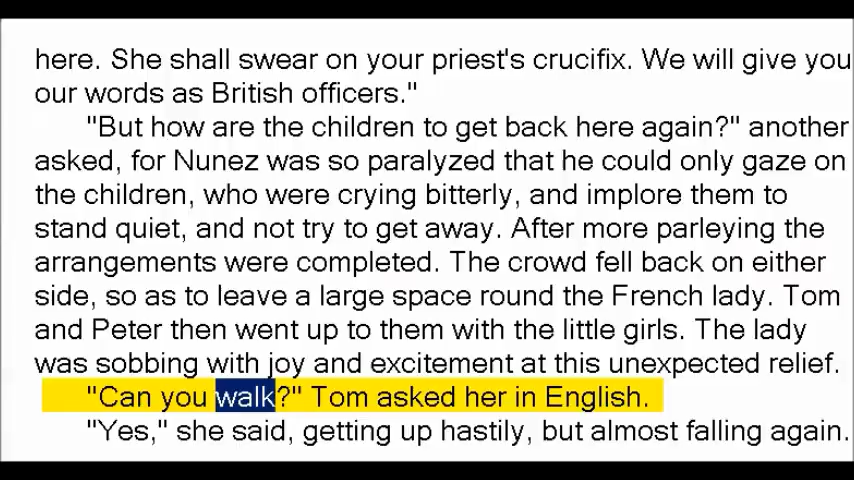 here. She shall swear on your priest's crucifix. We will give you
our words as British officers."
"But how are the children to get back here again?" another
asked, for Nunez was so paralyzed that he could only gaze on
the children, who were crying bitterly, and implore them to
stand quiet, and not try to get away. After more parleying the
arrangements were completed. The crowd fell back on either
side, so as to leave a large space round the French lady. Tom
and Peter then went up to them with the little girls. The lady
was sobbing with joy and excitement at this unexpected relief.
"Can you walk?" Tom asked her in English.
"Yes," she said, getting up hastily, but almost falling again.